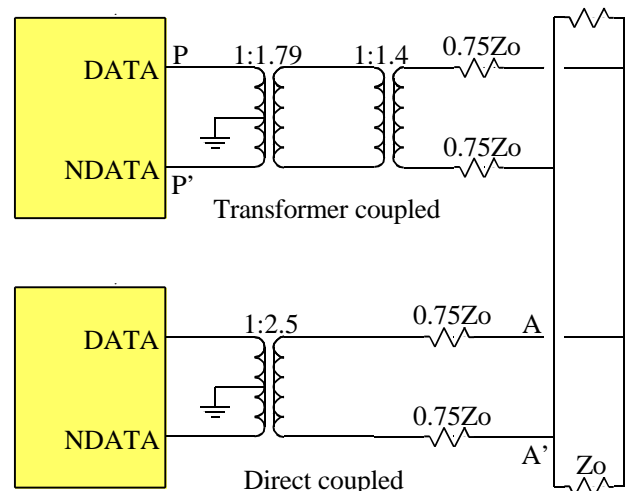 P
DATA
1:1.79
1:1.4
0.75Zo
0.75Zo
NDATA
P’
Transformer coupled
DATA
1:2.5
0.75Zo
A
0.75Zo
NDATA
A’
Zo
Direct coupled